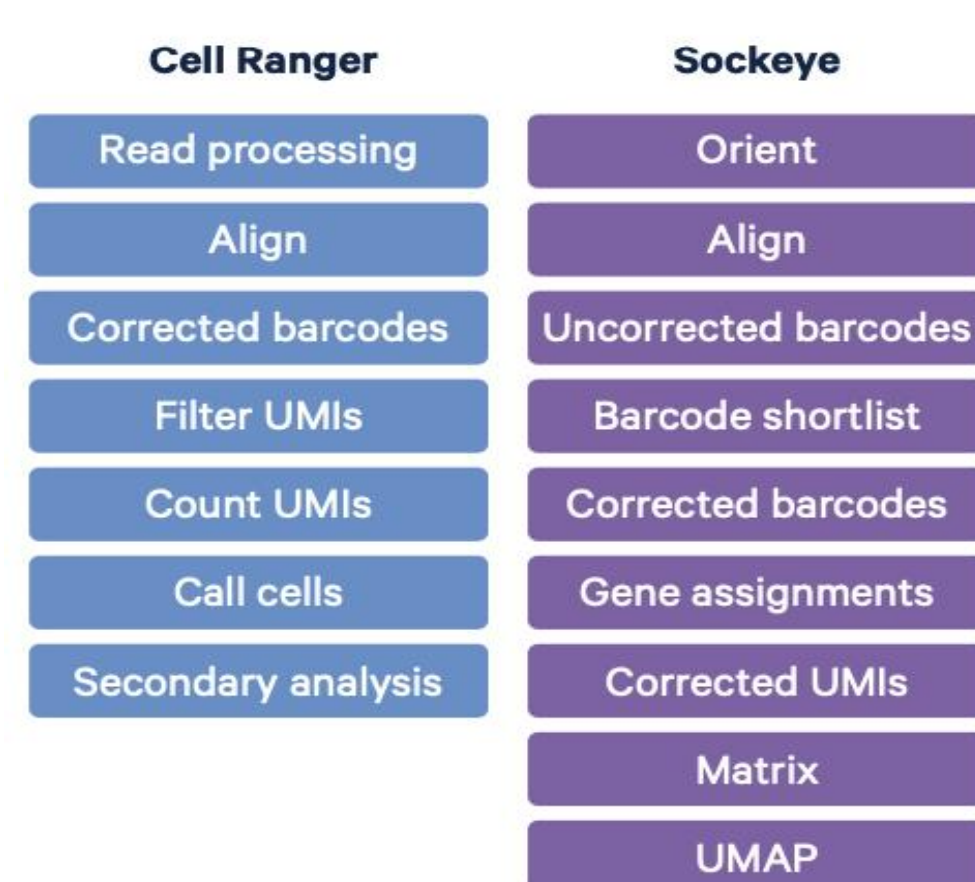 Cell Ranger
Read processing
Align
Corrected barcodes
Filter UMIs
Count UMIs
Call cells
Secondary analysis
Sockeye
Orient
Align
Uncorrected barcodes
Barcode shortlist
Corrected barcodes
Gene assignments
Corrected UMIs
Matrix
UMAP